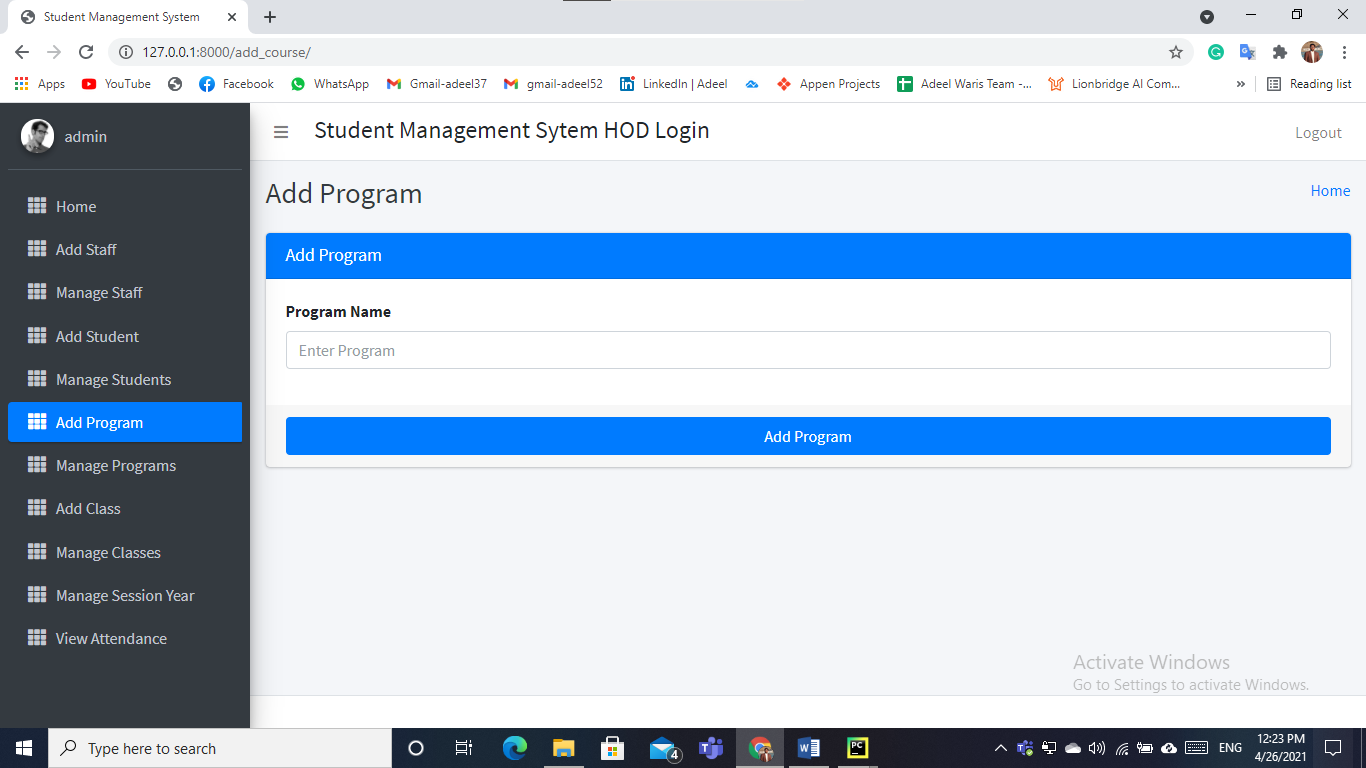 Student Management System
127.0.0.1:8000/add_course/
Apps YouTube Facebook WhatsApp Gmail-adeel37 gmail-adeel52 LinkedIn | Adeel Appen Projects Adeel Waris Team -... Lionbridge AI Com... » Reading list
admin
Student Management Sytem HOD Login
Logout
Home
Add Staff
Manage Staff
Add Student
Manage Students
Add Program
Manage Programs
Add Class
Manage Classes
Manage Session Year
View Attendance
Add Program
Home
Add Program
Program Name
Enter Program
Add Program
Activate Windows
Go to Settings to activate Windows.
Type here to search
4
PC
ENG
12:23 PM
4/26/2021